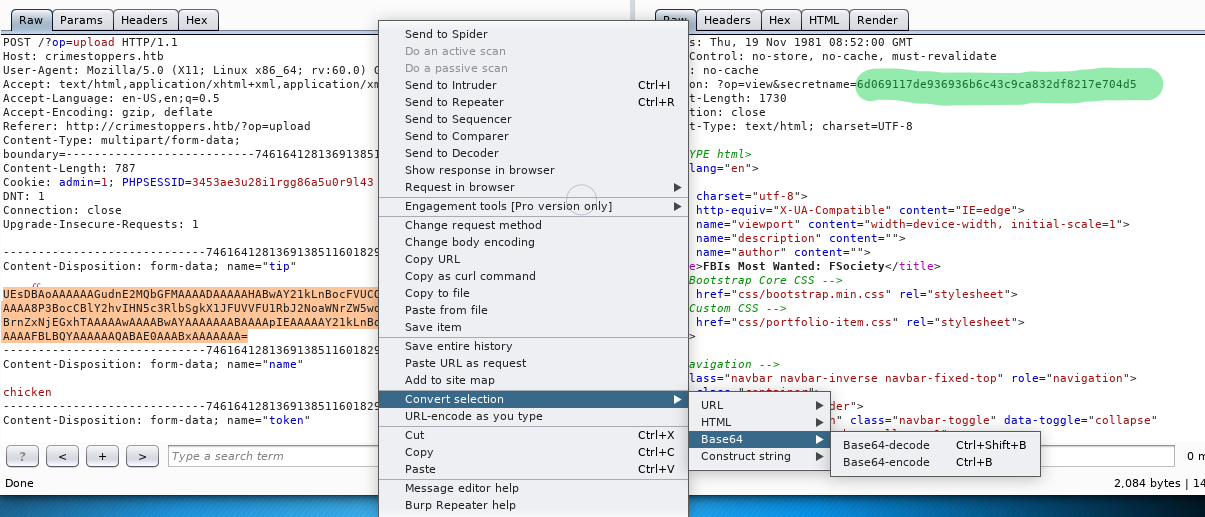 Raw Params Headers Hex
POST /?op=upload HTTP/1.1
Host: crimestoppers.htb
User-Agent: Mozilla/5.0 (X11; Linux x86_64; rv:60.0)
Accept: text/html,application/xhtml+xml,application/xm
Accept-Language: en-US,en;q=0.5
Accept-Encoding: gzip, deflate
Referer: http://crimestoppers.htb/?op=upload
Content-Type: multipart/form-data;
boundary=---------------------------7461641281369138511
Content-Length: 787
Cookie: admin=1; PHPSESSID=3453ae3u28i1rgg86a5u0r9l43
DNT: 1
Connection: close
Upgrade-Insecure-Requests: 1
-----------------------------7461641281369138511601829
Content-Disposition: form-data; name="tip"
-----------------------------7461641281369138511601829
Content-Disposition: form-data; name="name"
chicken
-----------------------------7461641281369138511601829
Content-Disposition: form-data; name="token"
? < + > Type a search term
Done
Send to Spider
Do an active scan
Do a passive scan
Send to Intruder Ctrl+I
Send to Repeater Ctrl+R
Send to Sequencer
Send to Comparer
Send to Decoder
Show response in browser
Request in browser
Engagement tools [Pro version only]
Change request method
Change body encoding
Copy URL
Copy as curl command
Copy to file
Paste from file
Save item
Save entire history
Paste URL as request
Add to site map
Convert selection
URL-encode as you type
Cut Ctrl+X
Copy Ctrl+C
Paste Ctrl+V
Message editor help
Burp Repeater help
URL
HTML
Base64
Construct string
Base64-decode Ctrl+Shift+B
Base64-encode Ctrl+B
Raw Headers Hex HTML Render
s: Thu, 19 Nov 1981 08:52:00 GMT
Control: no-store, no-cache, must-revalidate
: no-cache
on: ?op=view&secretname=6d069117de936936b6c43c9ca832df8217e704d5
t-Length: 1730
tion: close
t-Type: text/html; charset=UTF-8
YPE html>
lang="en">
charset="utf-8">
http-equiv="X-UA-Compatible" content="IE=edge">
name="viewport" content="width=device-width, initial-scale=1">
name="description" content="">
name="author" content="">
e>FBIs Most Wanted: FSociety</title>
Bootstrap Core CSS -->
href="css/bootstrap.min.css" rel="stylesheet">
Custom CSS -->
href="css/portfolio-item.css" rel="stylesheet">
>
avigation -->
lass="navbar navbar-inverse navbar-fixed-top" role="navigation">
der">
class="navbar-toggle" data-toggle="collapse"
0 m
2,084 bytes | 14